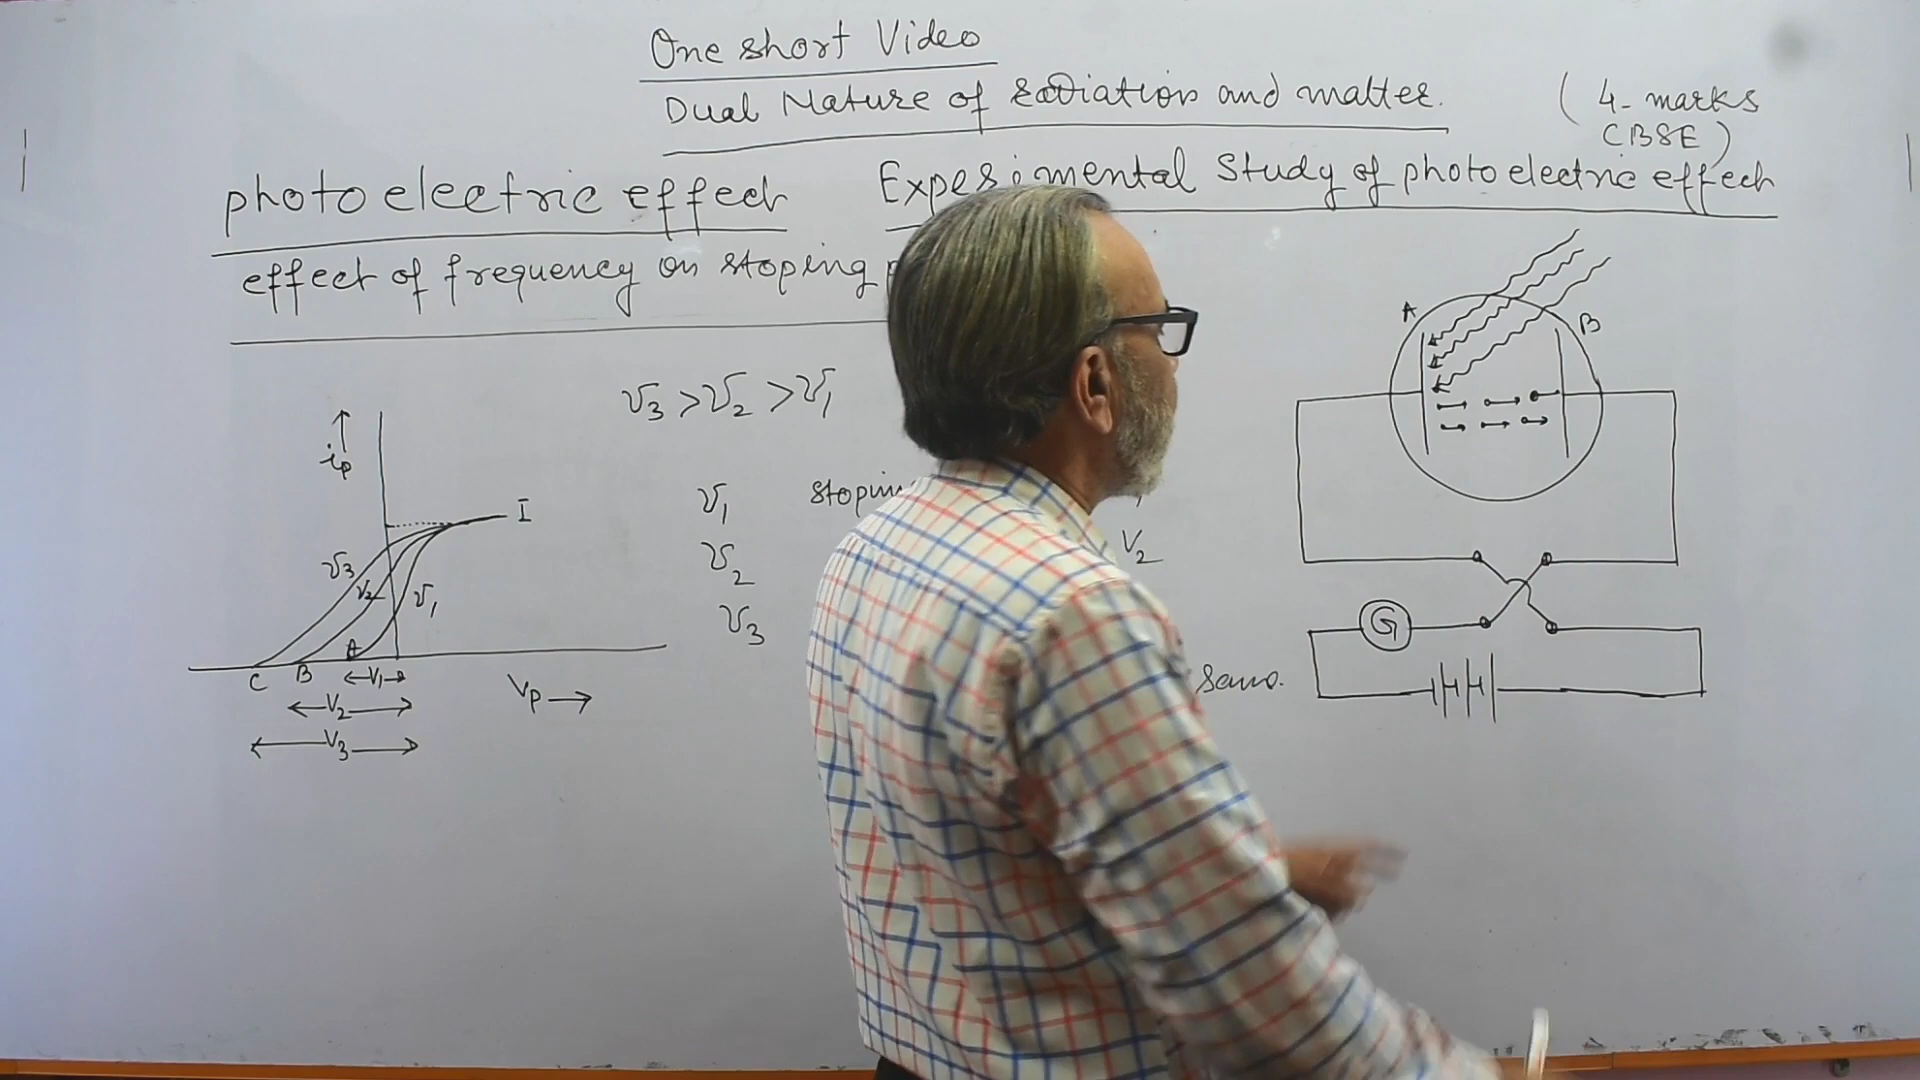 One short Video
Dual Nature of radiation and matter.
( 4- marks
CBSE )
photo electric effect
Experimental Study of photo electric effect
effect of frequency on stoping
ν3 > ν2 > ν1
ip
I
ν3
ν2
ν1
A
B
C
V1
V2
V3
Vp →
ν1 stoping
ν2 V2
ν3
same.
A
B
G